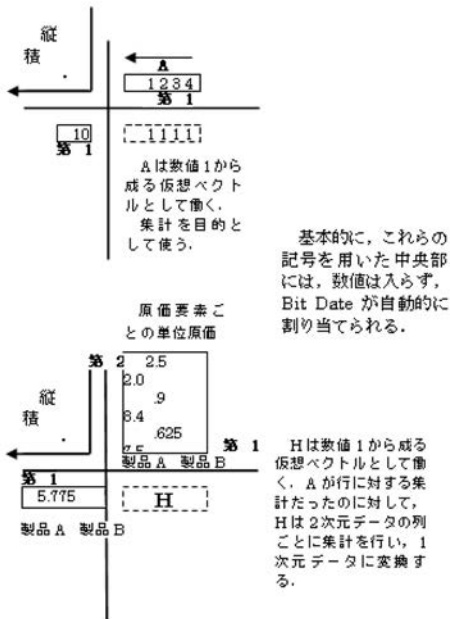 縦
積
A
1 2 3 4
第 1
10
第 1
1 1 1 1
Aは数値1から
成る仮想ベクト
ルとして働く.
集計を目的と
して使う.
基本的に，これらの
記号を用いた中央部
には，数値は入らず，
Bit Date が自動的に
割り当てられる.
原価要素ご
との単位原価
縦
積
第 2
2.5
2.0
.9
8.4
.625
製品A 製品B
第 1
第 1
5.775
H
製品A 製品B
Hは数値1から成る
仮想ベクトルとして働
く. Aが行に対する集
計だったのに対して，
Hは2次元データの列
ごとに集計を行い，1
次元データに変換す
る.